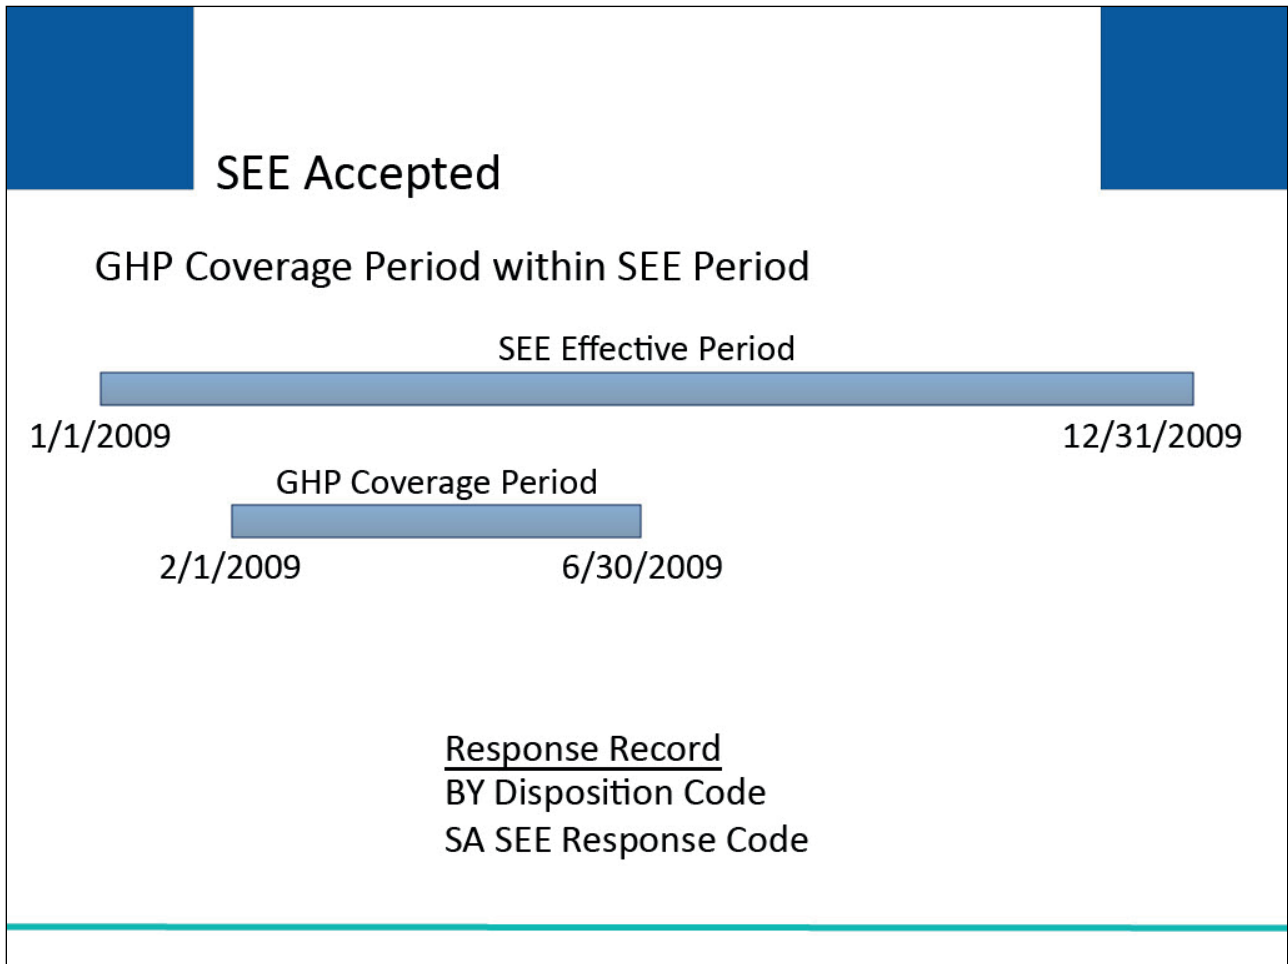 SEE Accepted
GHP Coverage Period within SEE Period
SEE Effective Period
1/1/2009
12/31/2009
GHP Coverage Period
2/1/2009
6/30/2009
Response Record
BY Disposition Code
SA SEE Response Code